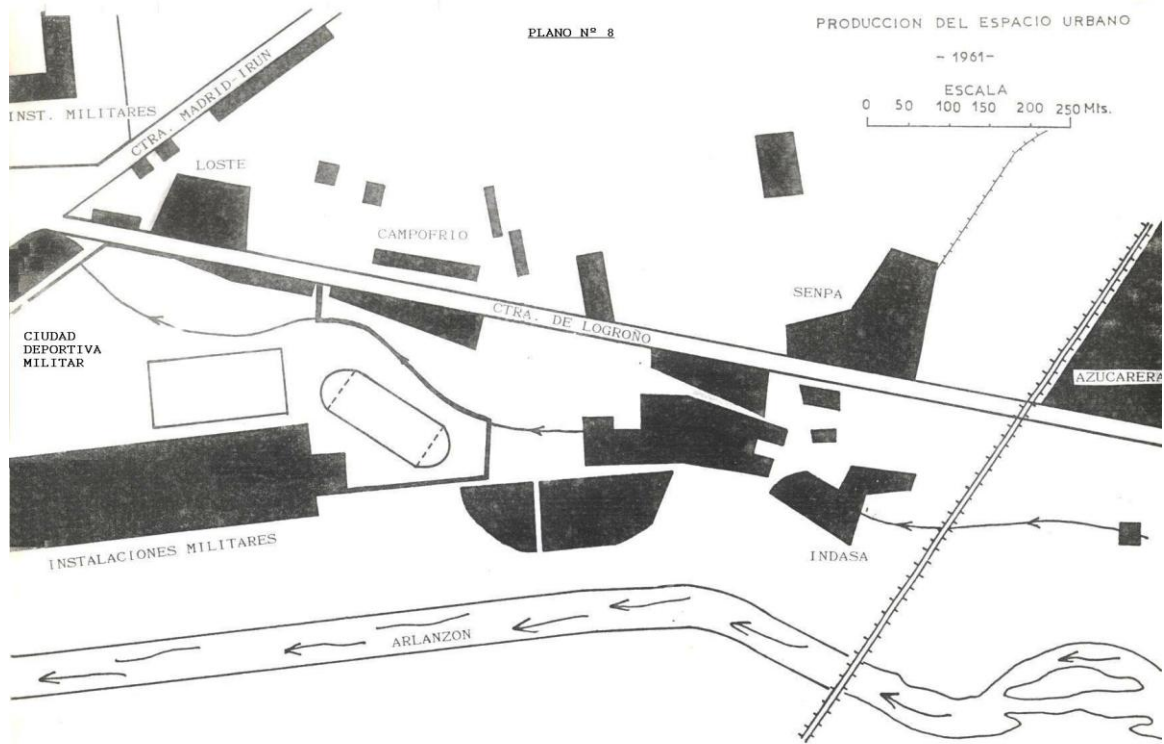 PLANO Nº 8
PRODUCCION DEL ESPACIO URBANO
- 1961-
ESCALA
0 50 100 150 200 250 Mts.
INST. MILITARES
CTRA. MADRID-IRUN
LOSTE
CAMPOFRIO
CTRA. DE LOGROÑO
SENPA
CIUDAD
DEPORTIVA
MILITAR
AZUCARERA
INSTALACIONES MILITARES
INDASA
ARLANZON